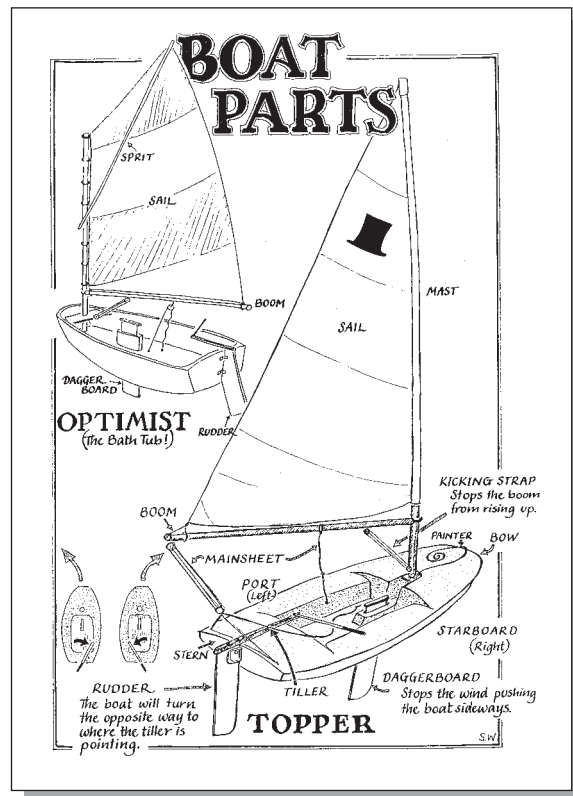 BOAT
PARTS
SPRIT
SAIL
BOOM
MAST
SAIL
DAGGER
BOARD
OPTIMIST
(The Bath Tub!)
RUDDER
KICKING STRAP
Stops the boom
from rising up.
BOOM
PAINTER
BOW
MAINSHEET
PORT
(Left)
STARBOARD
(Right)
STERN
TILLER
DAGGERBOARD
Stops the wind pushing
the boat sideways.
RUDDER
The boat will turn
the opposite way to
where the tiller is
pointing.
TOPPER
S.W